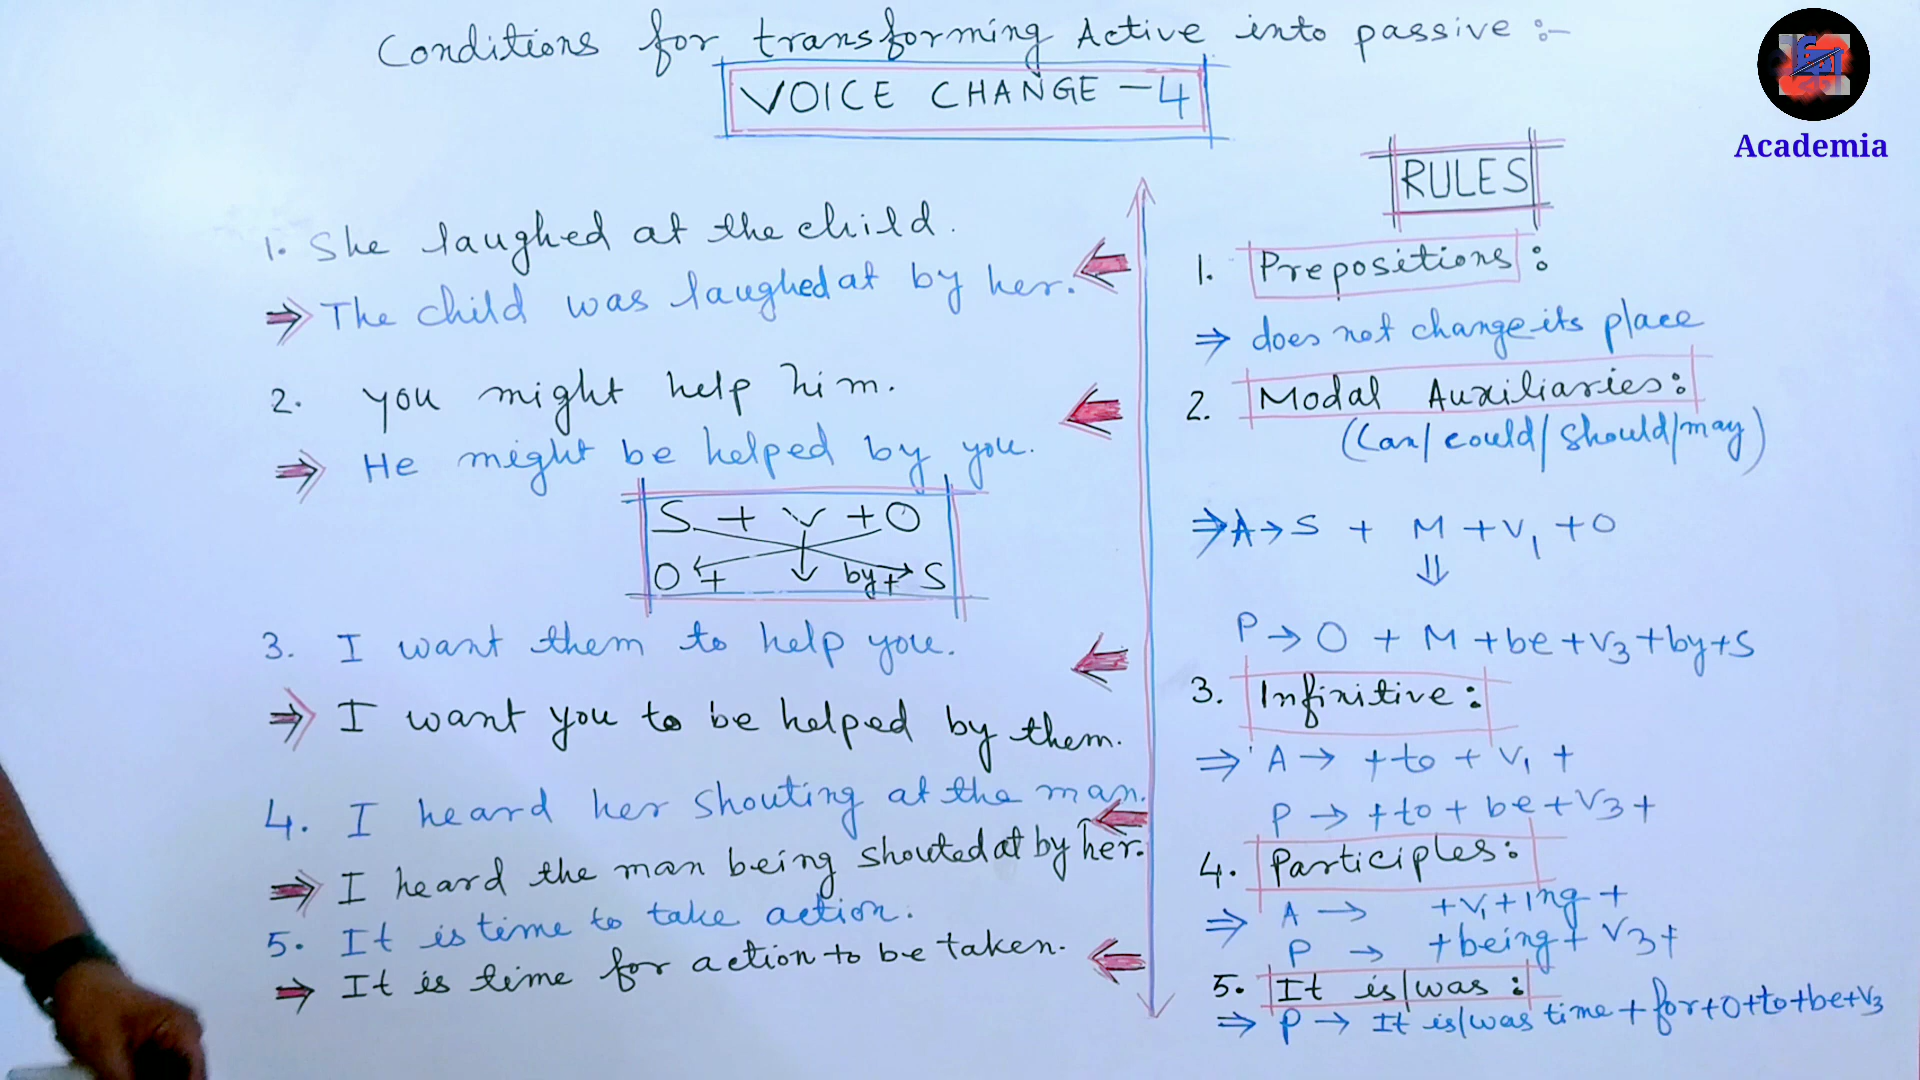 Conditions for transforming Active into passive :-
VOICE CHANGE - 4
Academia
1. She laughed at the child.
⇒ The child was laughed at by her.
2. you might help him.
⇒ He might be helped by you.
S + V + O
O + by + S
3. I want them to help you.
⇒ I want you to be helped by them.
4. I heard her shouting at the man.
⇒ I heard the man being shouted at by her.
5. It is time to take action.
⇒ It is time for action to be taken.
RULES
1. Prepositions :
⇒ does not change its place
2. Modal Auxiliaries :
(Can/could/should/may)
⇒ A → S + M + V1 + O
⇓
P → O + M + be + V3 + by + S
3. Infinitive :
⇒ A → + to + V1 +
P → + to + be + V3 +
4. Participles :
⇒ A → + V1 + ing +
P → + being + V3 +
5. It is/was :
⇒ P → It is/was time + for + O + to + be + V3